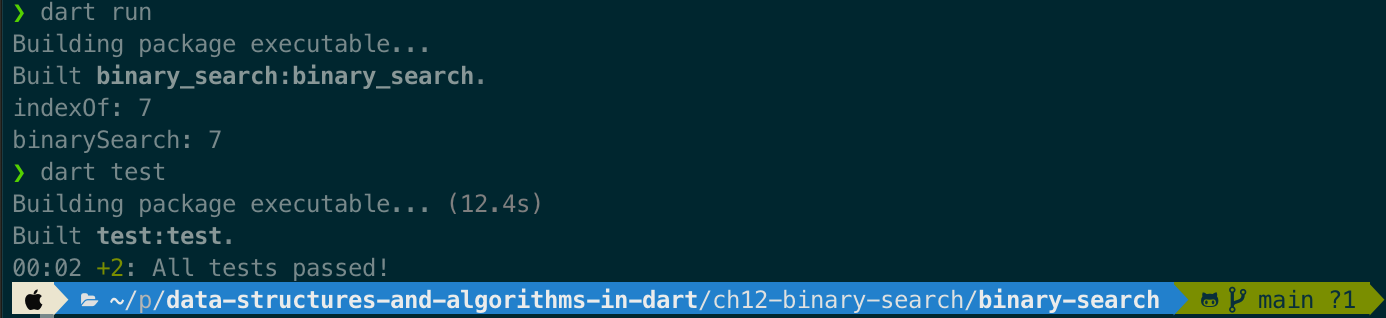 ❯ dart run
Building package executable...
Built binary_search:binary_search.
indexOf: 7
binarySearch: 7
❯ dart test
Building package executable... (12.4s)
Built test:test.
00:02 +2: All tests passed!
~/p/data-structures-and-algorithms-in-dart/ch12-binary-search/binary-search main ?1